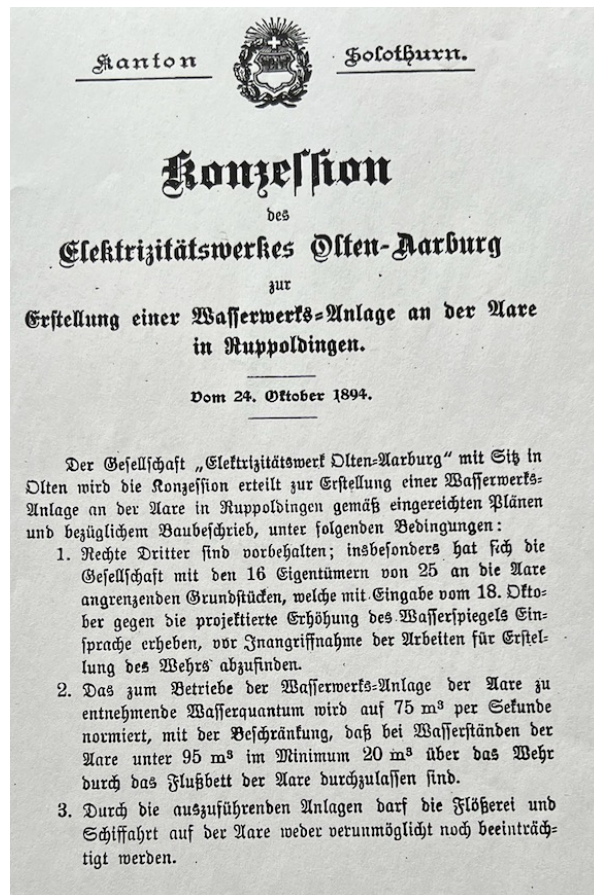 Kanton Solothurn.
Konzession
des
Elektrizitätswerkes Olten-Aarburg
zur
Erstellung einer Wasserwerks-Anlage an der Aare
in Ruppoldingen.
Vom 24. Oktober 1894.
Der Gesellschaft „Elektrizitätswerk Olten-Aarburg“ mit Sitz in
Olten wird die Konzession erteilt zur Erstellung einer Wasserwerks-
Anlage an der Aare in Ruppoldingen gemäß eingereichten Plänen
und bezüglichem Baubeschrieb, unter folgenden Bedingungen:
1. Rechte Dritter sind vorbehalten; insbesonders hat sich die
Gesellschaft mit den 16 Eigentümern von 25 an die Aare
angrenzenden Grundstücken, welche mit Eingabe vom 18. Okto-
ber gegen die projektierte Erhöhung des Wasserspiegels Ein-
sprache erheben, vor Inangriffnahme der Arbeiten für Erstel-
lung des Wehrs abzufinden.
2. Das zum Betriebe der Wasserwerks-Anlage der Aare zu
entnehmende Wasserquantum wird auf 75 m³ per Sekunde
normiert, mit der Beschränkung, daß bei Wasserständen der
Aare unter 95 m³ im Minimum 20 m³ über das Wehr
durch das Flußbett der Aare durchzulassen sind.
3. Durch die auszuführenden Anlagen darf die Flößerei und
Schiffahrt auf der Aare weder verunmöglicht noch beeinträch-
tigt werden.